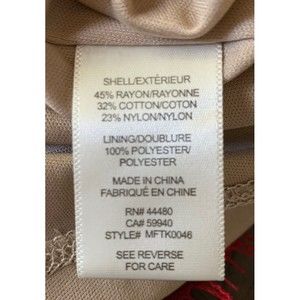 SHELL/EXTÉRIEUR
45% RAYON/RAYONNE
32% COTTON/COTON
23% NYLON/NYLON
LINING/DOUBLURE
100% POLYESTER/
POLYESTER
MADE IN CHINA
FABRIQUÉ EN CHINE
RN# 44480
CA# 59940
STYLE# MFTK0046
SEE REVERSE
FOR CARE